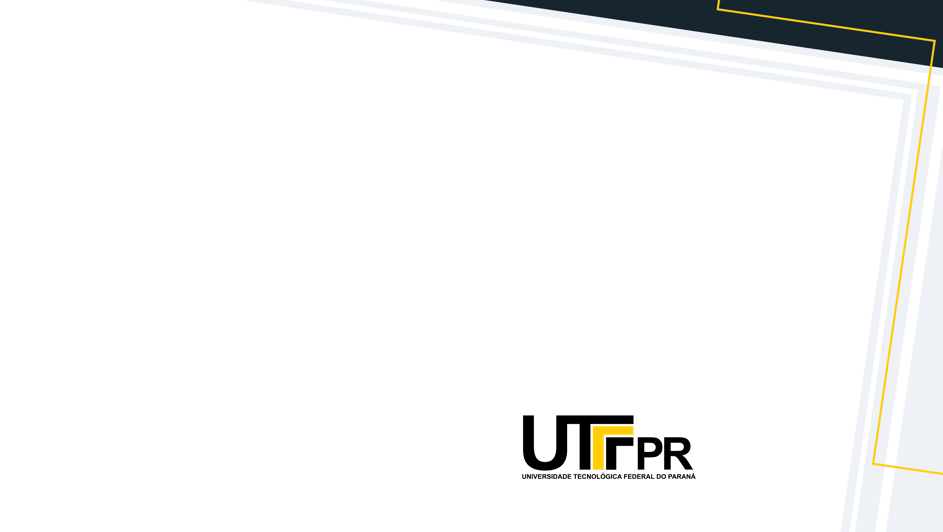 UTFPR
UNIVERSIDADE TECNOLÓGICA FEDERAL DO PARANÁ